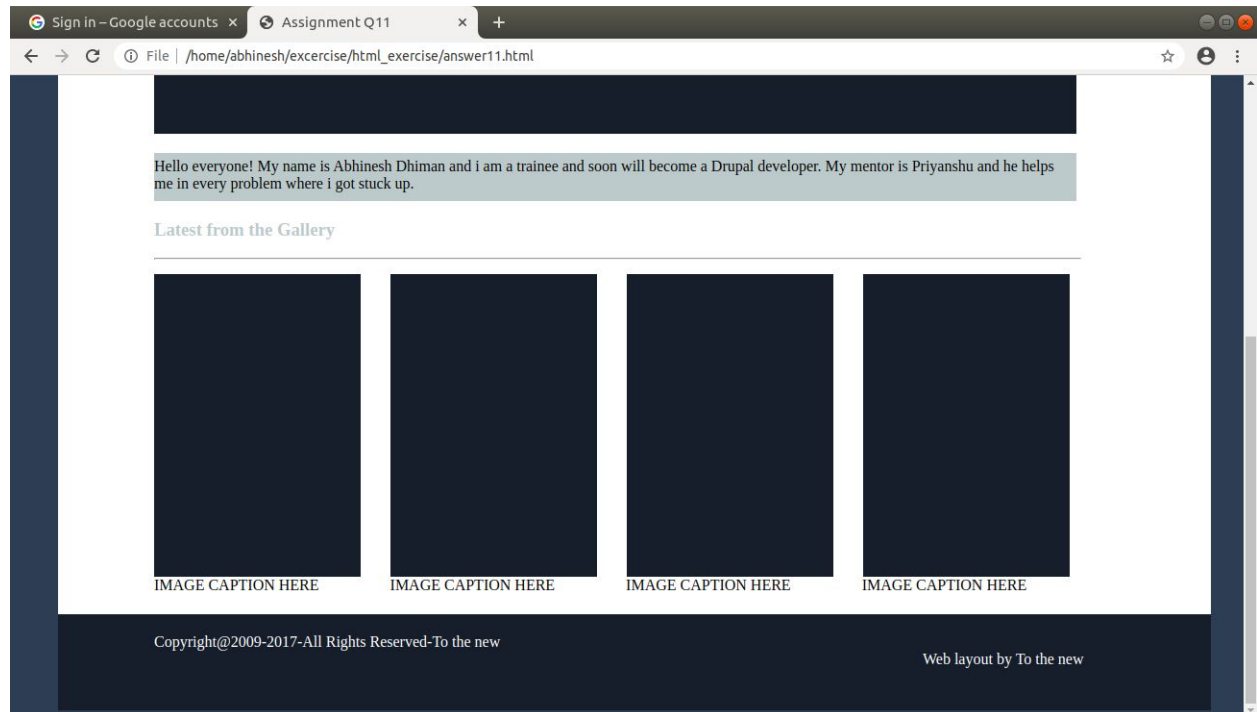 Sign in – Google accounts
Assignment Q11
File | /home/abhinesh/excercise/html_exercise/answer11.html
Hello everyone! My name is Abhinesh Dhiman and i am a trainee and soon will become a Drupal developer. My mentor is Priyanshu and he helps
me in every problem where i got stuck up.
Latest from the Gallery
IMAGE CAPTION HERE IMAGE CAPTION HERE IMAGE CAPTION HERE IMAGE CAPTION HERE
Copyright@2009-2017-All Rights Reserved-To the new
Web layout by To the new